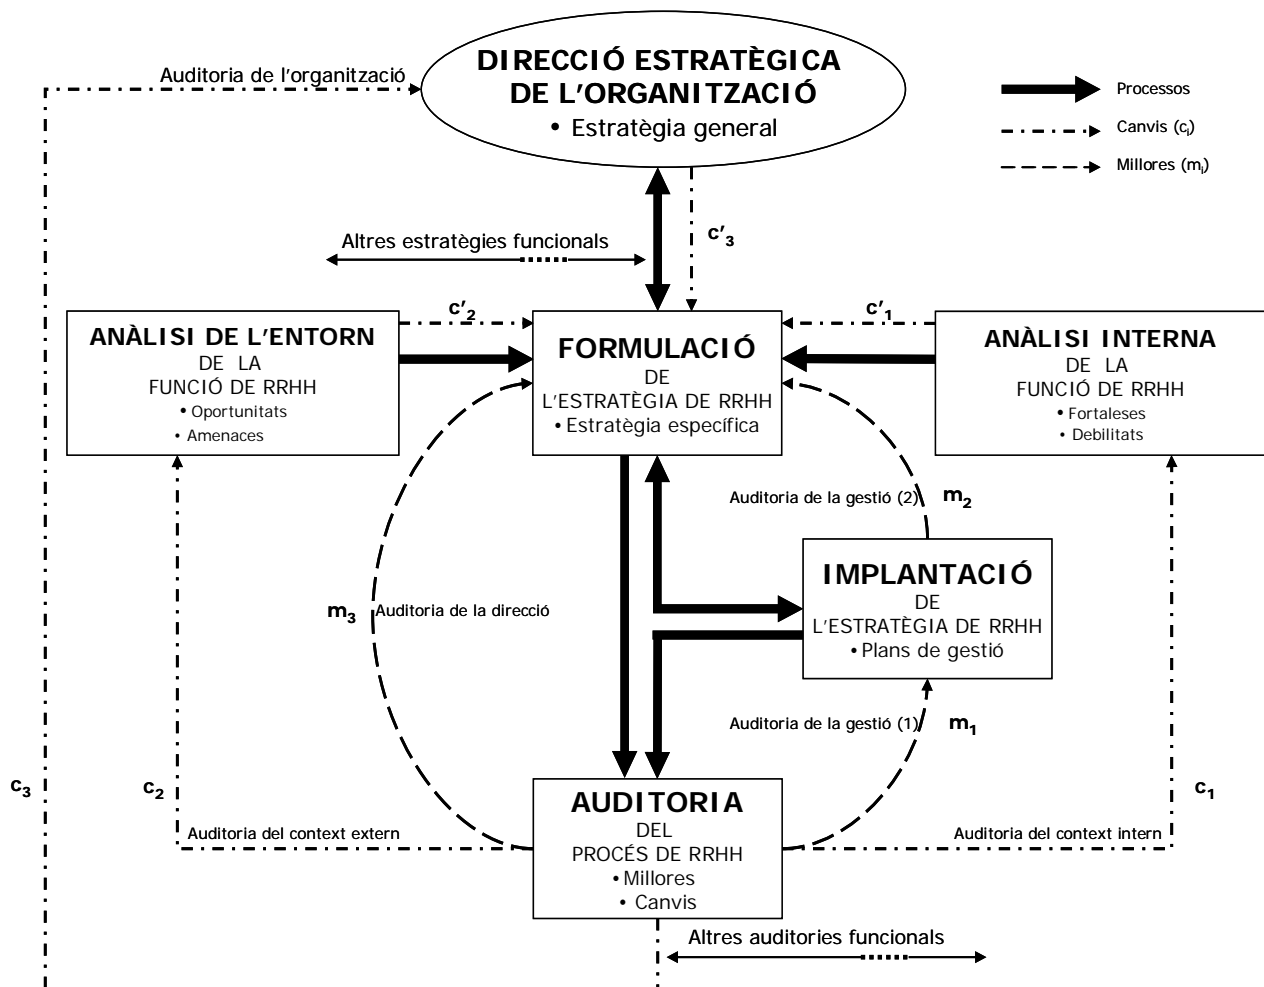 DIRECCIÓ ESTRATÈGICA
DE L'ORGANITZACIÓ
• Estratègia general
Auditoria de l'organització
Processos
Canvis (ci)
Millores (mi)
c'3
Altres estratègies funcionals
c'2
c'1
ANÀLISI DE L'ENTORN
DE LA
FUNCIÓ DE RRHH
• Oportunitats
• Amenaces
FORMULACIÓ
DE
L'ESTRATÈGIA DE RRHH
• Estratègia específica
ANÀLISI INTERNA
DE LA
FUNCIÓ DE RRHH
• Fortaleses
• Debilitats
Auditoria de la gestió (2)
m2
IMPLANTACIÓ
DE
L'ESTRATÈGIA DE RRHH
• Plans de gestió
m3
Auditoria de la direcció
Auditoria de la gestió (1)
m1
c3
c2
c1
Auditoria del context extern
AUDITORIA
DEL
PROCÉS DE RRHH
• Millores
• Canvis
Auditoria del context intern
Altres auditories funcionals